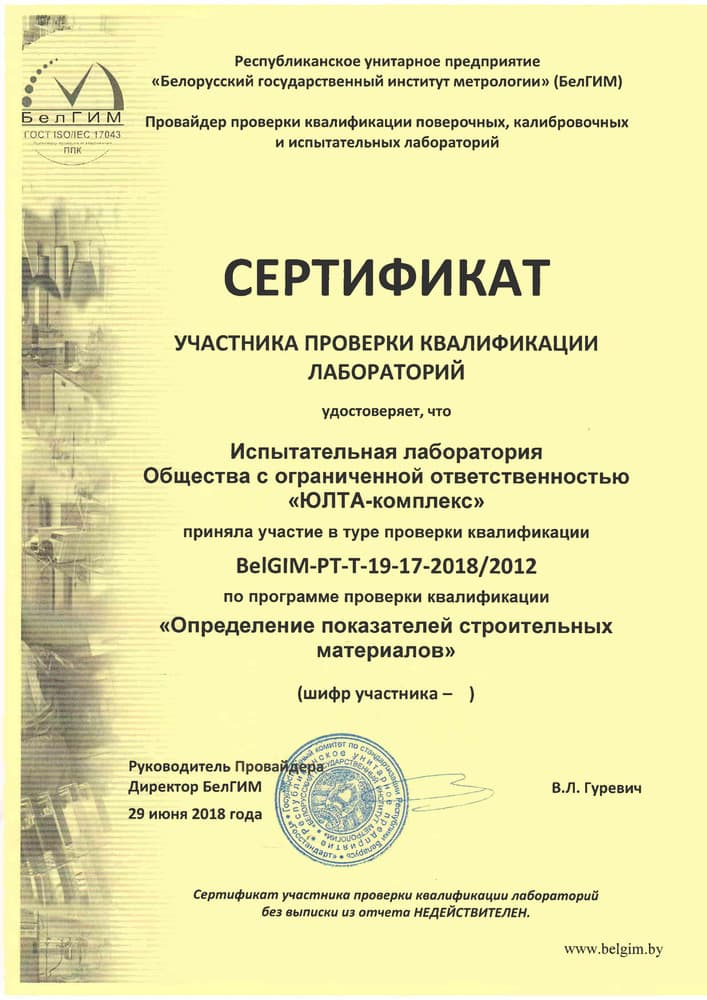 Республиканское унитарное предприятие
«Белорусский государственный институт метрологии» (БелГИМ)
Провайдер проверки квалификации поверочных, калибровочных
и испытательных лабораторий
БелГИМ
ГОСТ ISO/IEC 17043
ППК
СЕРТИФИКАТ
УЧАСТНИКА ПРОВЕРКИ КВАЛИФИКАЦИИ
ЛАБОРАТОРИЙ
удостоверяет, что
Испытательная лаборатория
Общества с ограниченной ответственностью
«ЮЛТА-комплекс»
приняла участие в туре проверки квалификации
BelGIM-PT-T-19-17-2018/2012
по программе проверки квалификации
«Определение показателей строительных
материалов»
(шифр участника – )
Руководитель Провайдера
Директор БелГИМ
В.Л. Гуревич
29 июня 2018 года
Государственный комитет по стандартизации Республики Беларусь
Госстандарт
Республиканское унитарное предприятие
БЕЛОРУССКИЙ ГОСУДАРСТВЕННЫЙ ИНСТИТУТ МЕТРОЛОГИИ
Сертификат участника проверки квалификации лабораторий
без выписки из отчета НЕДЕЙСТВИТЕЛЕН.
www.belgim.by